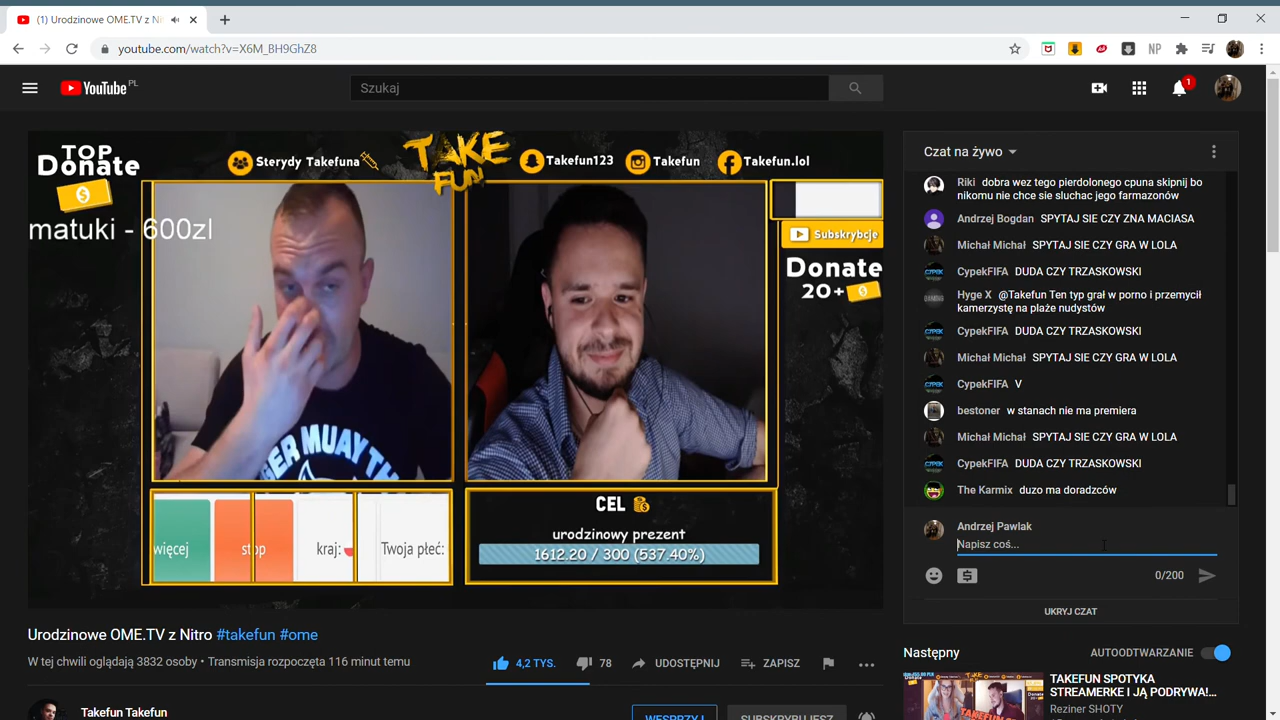 (1) Urodzinowe OME.TV z Nit
youtube.com/watch?v=X6M_BH9GhZ8
NP
YouTube PL
Szukaj
1
TOP
Donate
matuki - 600zl
Sterydy Takefuna
TAKE
FUN
Takefun123
Takefun
Takefun.lol
Subskrybcje
Donate
20+
GER MUAY TH
więcej
stop
kraj:
Twoja płeć:
CEL
urodzinowy prezent
1612.20 / 300 (537.40%)
Urodzinowe OME.TV z Nitro #takefun #ome
W tej chwili oglądają 3832 osoby • Transmisja rozpoczęta 116 minut temu
4,2 TYS.
78
UDOSTĘPNIJ
ZAPISZ
Takefun Takefun
WESPRZYJ
SUBSKRYBUJESZ
Czat na żywo
Riki dobra wez tego pierdolonego cpuna skipnij bo
nikomu nie chce sie sluchac jego farmazonów
Andrzej Bogdan SPYTAJ SIE CZY ZNA MACIASA
Michał Michał SPYTAJ SIE CZY GRA W LOLA
CypekFIFA DUDA CZY TRZASKOWSKI
Hyge X @Takefun Ten typ grał w porno i przemycił
kamerzystę na plaże nudystów
CypekFIFA DUDA CZY TRZASKOWSKI
Michał Michał SPYTAJ SIE CZY GRA W LOLA
CypekFIFA V
bestoner w stanach nie ma premiera
Michał Michał SPYTAJ SIE CZY GRA W LOLA
CypekFIFA DUDA CZY TRZASKOWSKI
The Karmix duzo ma doradzców
Andrzej Pawlak
Napisz coś...
0/200
UKRYJ CZAT
Następny
AUTOODTWARZANIE
TAKEFUN SPOTYKA
STREAMERKE I JĄ PODRYWA!...
Reziner SHOTY